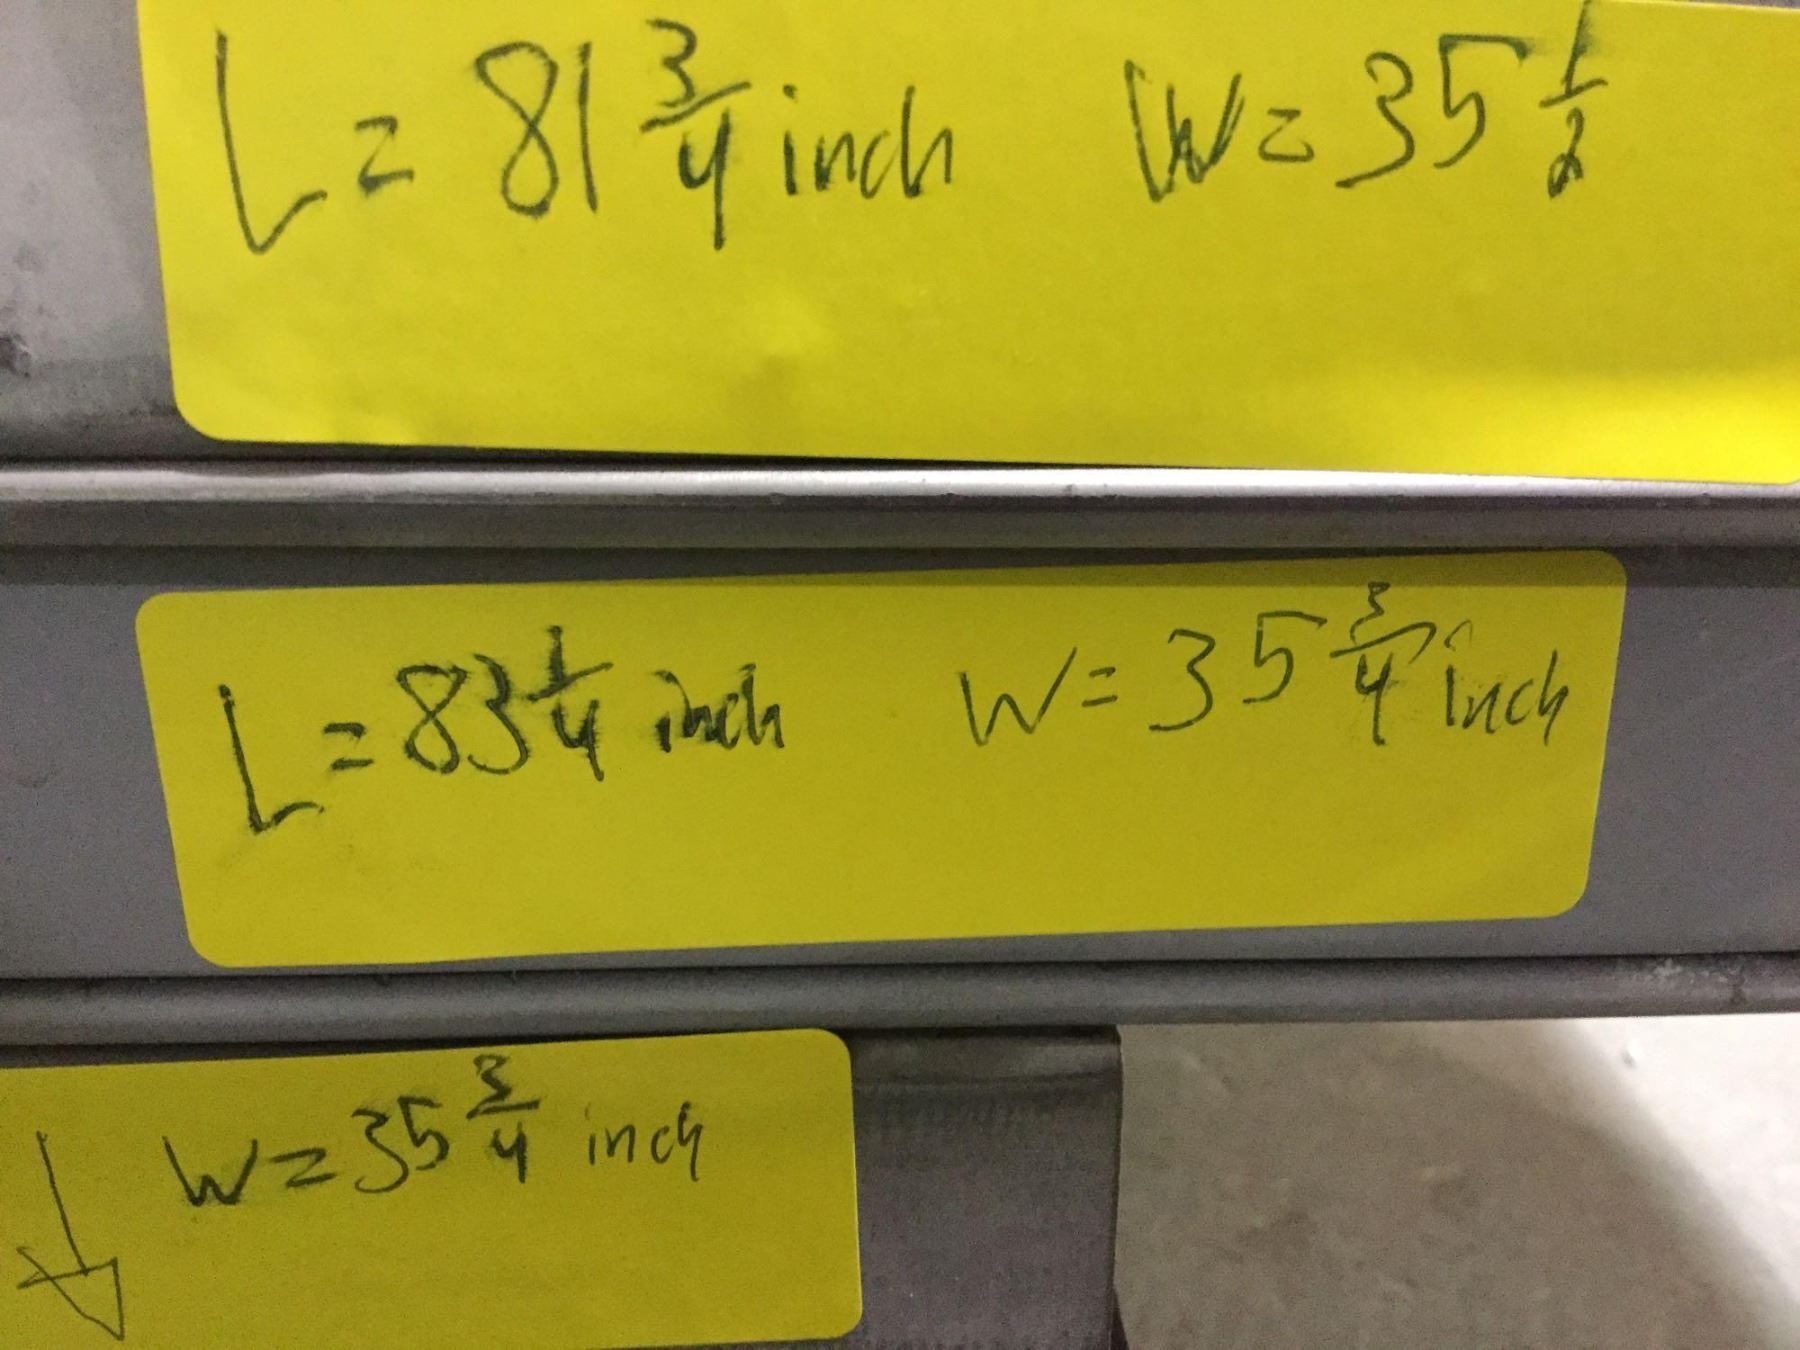 L = 81 3/4 inch W = 35 1/2
L = 83 1/4 inch W = 35 3/4 inch
W = 35 3/4 inch